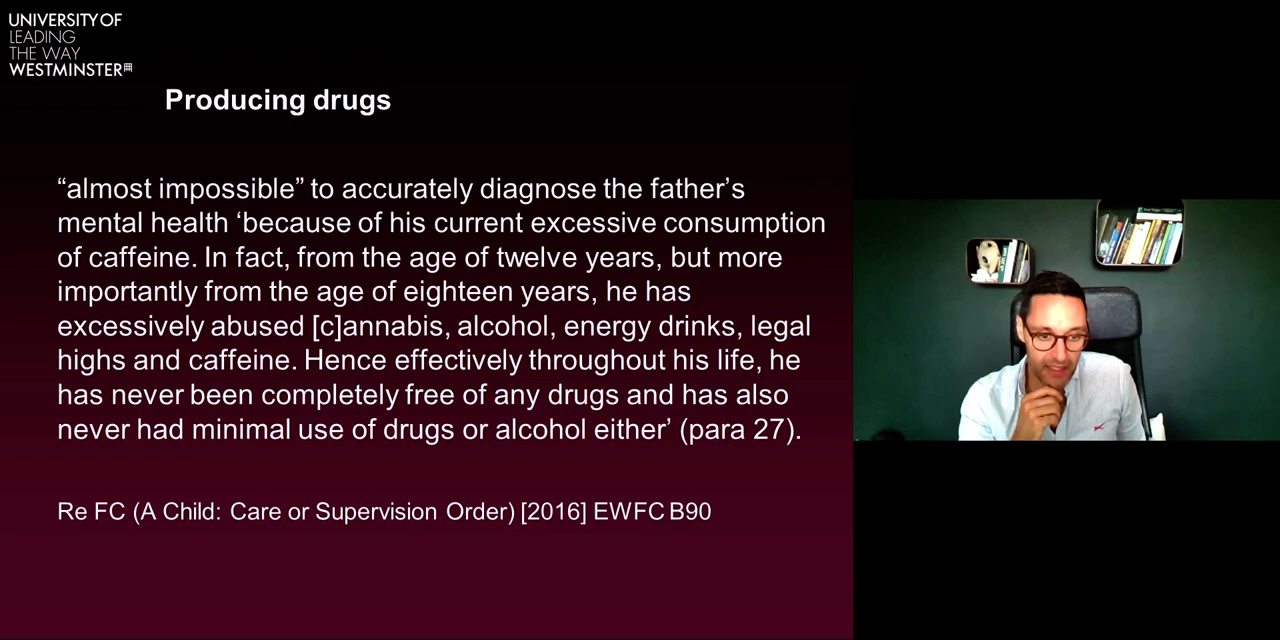 UNIVERSITY OF
LEADING
THE WAY
WESTMINSTER
Producing drugs
“almost impossible” to accurately diagnose the father’s
mental health ‘because of his current excessive consumption
of caffeine. In fact, from the age of twelve years, but more
importantly from the age of eighteen years, he has
excessively abused [c]annabis, alcohol, energy drinks, legal
highs and caffeine. Hence effectively throughout his life, he
has never been completely free of any drugs and has also
never had minimal use of drugs or alcohol either’ (para 27).
Re FC (A Child: Care or Supervision Order) [2016] EWFC B90